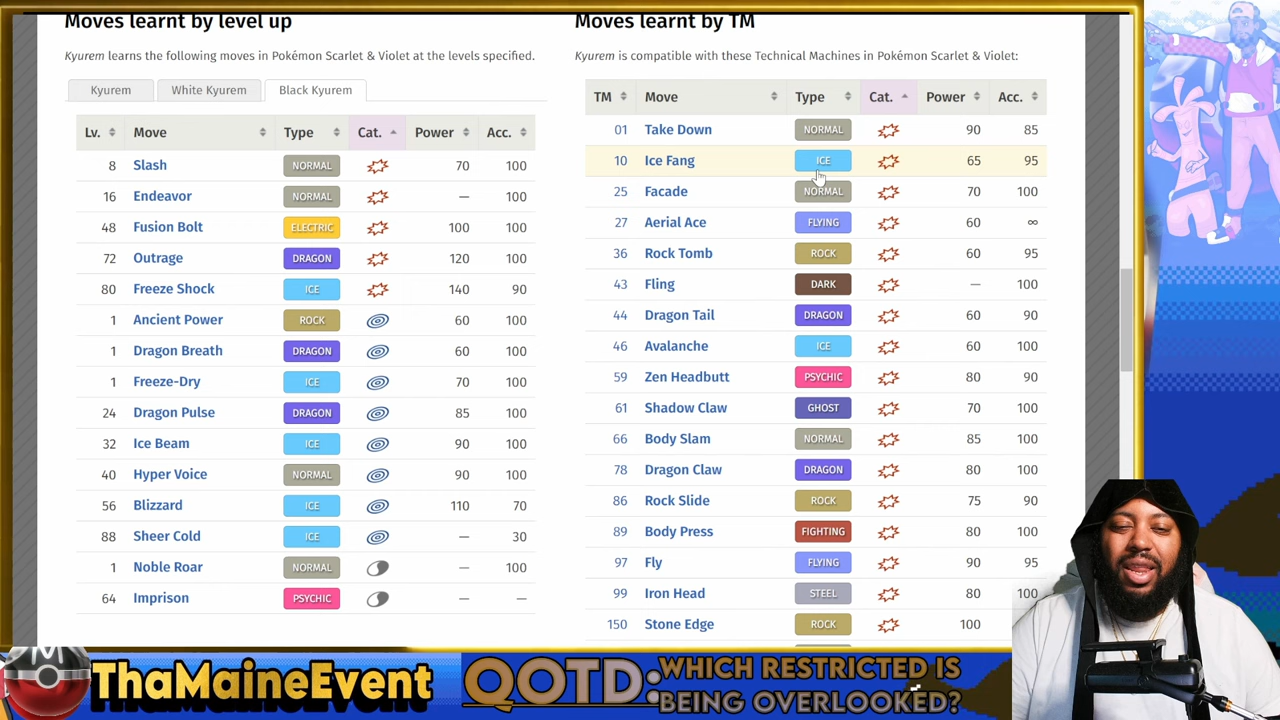 Moves learnt by level up
Kyurem learns the following moves in Pokémon Scarlet & Violet at the levels specified.
Kyurem White Kyurem Black Kyurem
Lv. Move Type Cat. Power Acc.
8 Slash NORMAL 70 100
16 Endeavor NORMAL — 100
48 Fusion Bolt ELECTRIC 100 100
72 Outrage DRAGON 120 100
80 Freeze Shock ICE 140 90
1 Ancient Power ROCK 60 100
1 Dragon Breath DRAGON 60 100
1 Freeze-Dry ICE 70 100
24 Dragon Pulse DRAGON 85 100
32 Ice Beam ICE 90 100
40 Hyper Voice NORMAL 90 100
56 Blizzard ICE 110 70
88 Sheer Cold ICE — 30
1 Noble Roar NORMAL — 100
64 Imprison PSYCHIC — —
Moves learnt by TM
Kyurem is compatible with these Technical Machines in Pokémon Scarlet & Violet:
TM Move Type Cat. Power Acc.
01 Take Down NORMAL 90 85
10 Ice Fang ICE 65 95
25 Facade NORMAL 70 100
27 Aerial Ace FLYING 60 ∞
36 Rock Tomb ROCK 60 95
43 Fling DARK — 100
44 Dragon Tail DRAGON 60 90
46 Avalanche ICE 60 100
59 Zen Headbutt PSYCHIC 80 90
61 Shadow Claw GHOST 70 100
66 Body Slam NORMAL 85 100
78 Dragon Claw DRAGON 80 100
86 Rock Slide ROCK 75 90
89 Body Press FIGHTING 80 100
97 Fly FLYING 90 95
99 Iron Head STEEL 80 100
150 Stone Edge ROCK 100
M
ThaMaineEvent
QOTD: WHICH RESTRICTED IS
BEING OVERLOOKED?